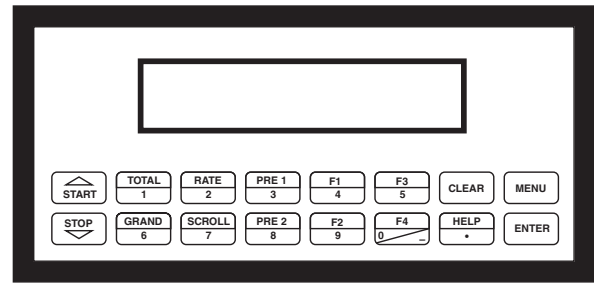 TOTAL RATE PRE 1 F1 F3
START 1 2 3 4 5 CLEAR MENU
STOP GRAND SCROLL PRE 2 F2 F4 HELP
6 7 8 9 0 – • ENTER